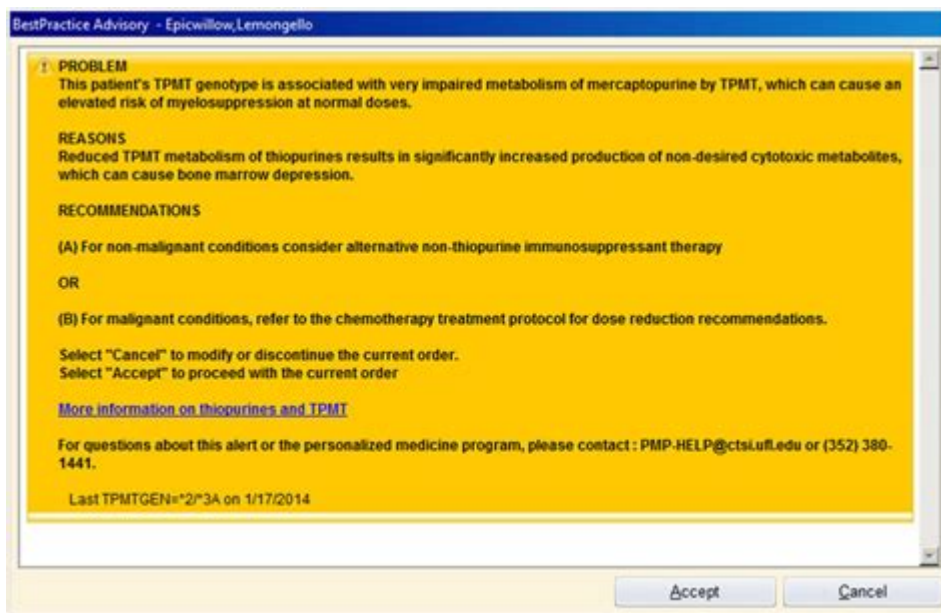 BestPractice Advisory - Epicwillow,Lemongello
PROBLEM
This patient's TPMT genotype is associated with very impaired metabolism of mercaptopurine by TPMT, which can cause an
elevated risk of myelosuppression at normal doses.
REASONS
Reduced TPMT metabolism of thiopurines results in significantly increased production of non-desired cytotoxic metabolites,
which can cause bone marrow depression.
RECOMMENDATIONS
(A) For non-malignant conditions consider alternative non-thiopurine immunosuppressant therapy
OR
(B) For malignant conditions, refer to the chemotherapy treatment protocol for dose reduction recommendations.
Select "Cancel" to modify or discontinue the current order.
Select "Accept" to proceed with the current order
More information on thiopurines and TPMT
For questions about this alert or the personalized medicine program, please contact : PMP-HELP@ctsi.ufl.edu or (352) 380-
1441.
Last TPMTGEN=*2/*3A on 1/17/2014
Accept Cancel